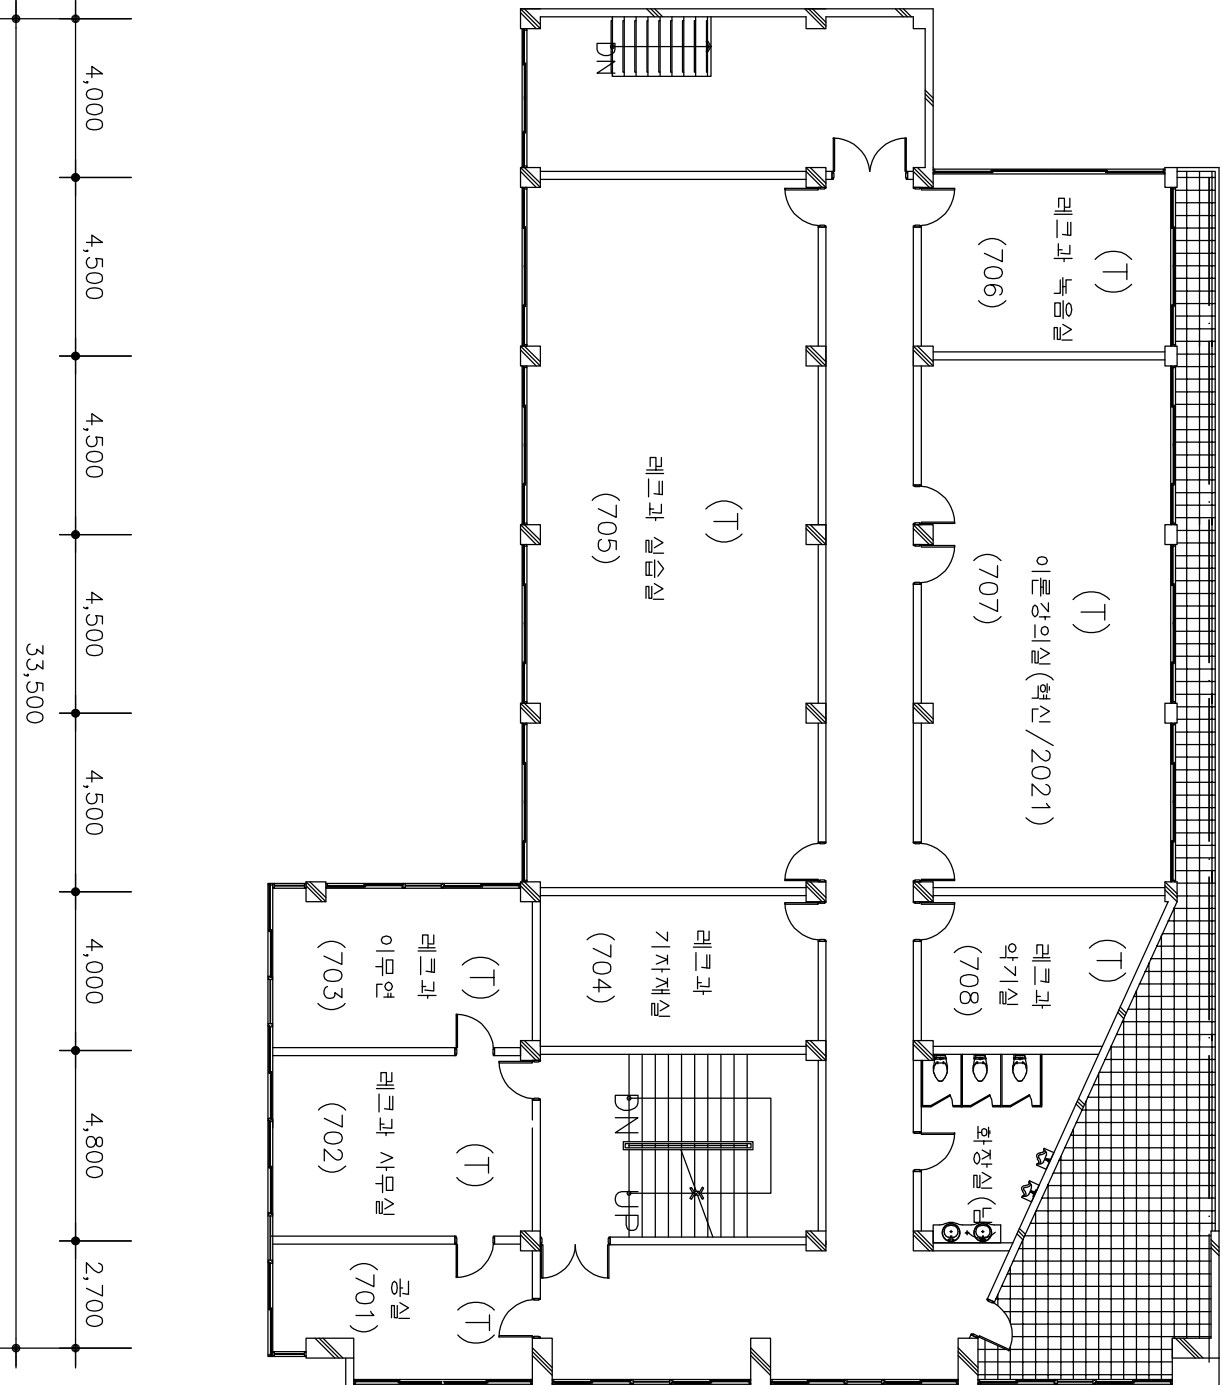 4,000
4,500
4,500
4,500
4,500
4,000
4,800
2,700
33,500
DN
(T)
레크과 녹음실
(706)
(T)
레크과 실습실
(705)
(T)
이론강의실(혁신/2021)
(707)
(T)
레크과
악기실
(708)
레크과
기자재실
(704)
(T)
레크과
이무연
(703)
(T)
레크과 사무실
(702)
DN
UP
화장실(남
(T)
공실
(701)